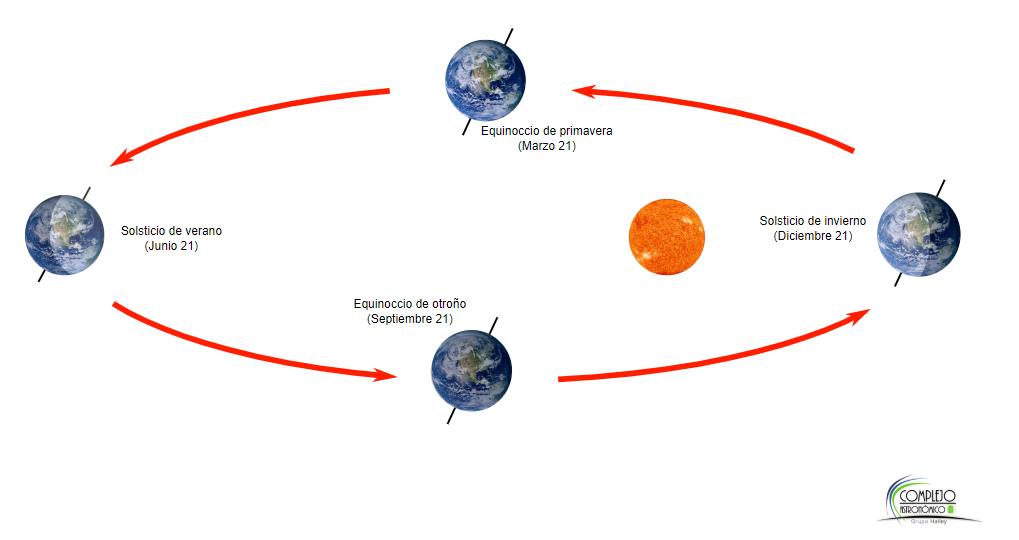 Equinoccio de primavera
(Marzo 21)
Solsticio de verano
(Junio 21)
Solsticio de invierno
(Diciembre 21)
Equinoccio de otroño
(Septiembre 21)
COMPLEJO
ASTRONÓMICO
Grupo Halley